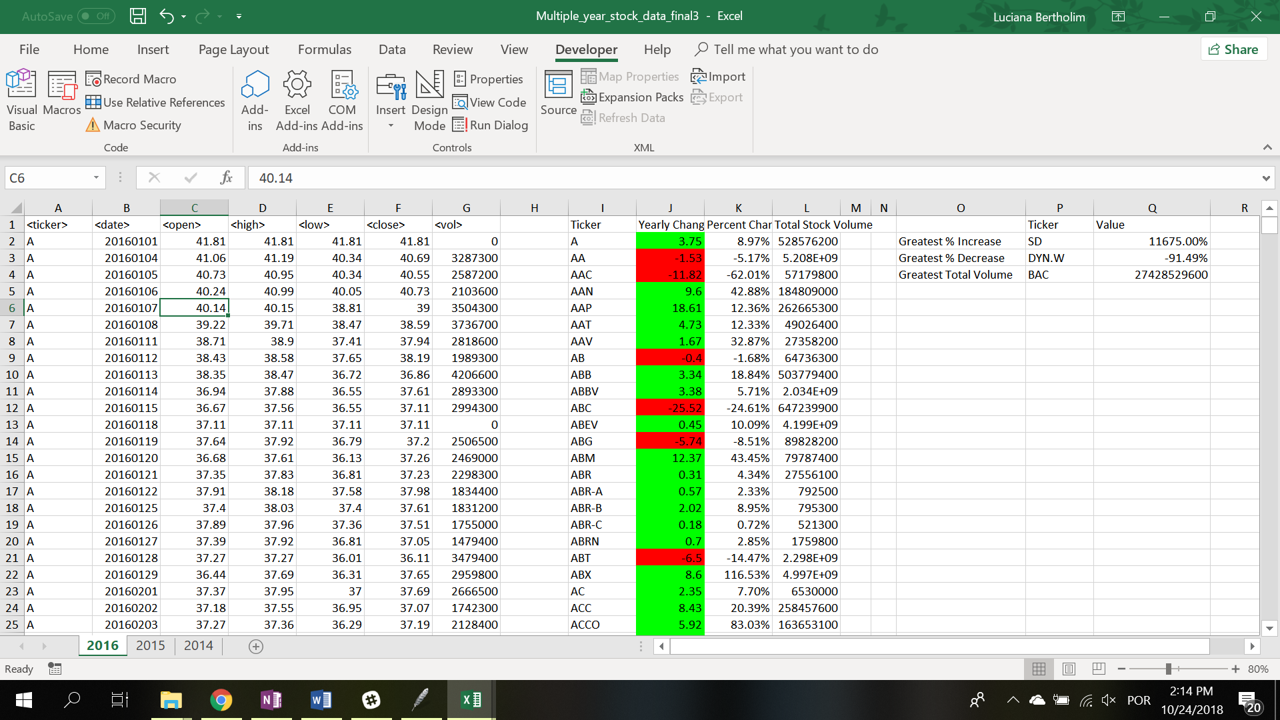 AutoSave Off Multiple_year_stock_data_final3 - Excel Luciana Bertholim
File Home Insert Page Layout Formulas Data Review View Developer Help Tell me what you want to do Share
Visual Basic
Macros
Record Macro
Use Relative References
Macro Security
Code
Add-ins
Excel Add-ins
COM Add-ins
Add-ins
Insert
Design Mode
Properties
View Code
Run Dialog
Controls
Source
Map Properties
Expansion Packs
Refresh Data
Import
Export
XML
C6 fx 40.14
A B C D E F G H I J K L M N O P Q R
1 <ticker> <date> <open> <high> <low> <close> <vol> Ticker Yearly Chang Percent Char Total Stock Volume Ticker Value
2 A 20160101 41.81 41.81 41.81 41.81 0 A 3.75 8.97% 528576200 Greatest % Increase SD 11675.00%
3 A 20160104 41.06 41.19 40.34 40.69 3287300 AA -1.53 -5.17% 5.208E+09 Greatest % Decrease DYN.W -91.49%
4 A 20160105 40.73 40.95 40.34 40.55 2587200 AAC -11.82 -62.01% 57179800 Greatest Total Volume BAC 27428529600
5 A 20160106 40.24 40.99 40.05 40.73 2103600 AAN 9.6 42.88% 184809000
6 A 20160107 40.14 40.15 38.81 39 3504300 AAP 18.61 12.36% 262665300
7 A 20160108 39.22 39.71 38.47 38.59 3736700 AAT 4.73 12.33% 49026400
8 A 20160111 38.71 38.9 37.41 37.94 2818600 AAV 1.67 32.87% 27358200
9 A 20160112 38.43 38.58 37.65 38.19 1989300 AB -0.4 -1.68% 64736300
10 A 20160113 38.35 38.47 36.72 36.86 4206600 ABB 3.34 18.84% 503779400
11 A 20160114 36.94 37.88 36.55 37.61 2893300 ABBV 3.38 5.71% 2.034E+09
12 A 20160115 36.67 37.56 36.55 37.11 2994300 ABC -25.52 -24.61% 647239900
13 A 20160118 37.11 37.11 37.11 37.11 0 ABEV 0.45 10.09% 4.199E+09
14 A 20160119 37.64 37.92 36.79 37.2 2506500 ABG -5.74 -8.51% 89828200
15 A 20160120 36.68 37.61 36.13 37.26 2469000 ABM 12.37 43.45% 79787400
16 A 20160121 37.35 37.83 36.81 37.23 2298300 ABR 0.31 4.34% 27556100
17 A 20160122 37.91 38.18 37.58 37.98 1834400 ABR-A 0.57 2.33% 792500
18 A 20160125 37.4 38.03 37.4 37.61 1831200 ABR-B 2.02 8.95% 795300
19 A 20160126 37.89 37.96 37.36 37.51 1755000 ABR-C 0.18 0.72% 521300
20 A 20160127 37.39 37.92 36.81 37.05 1479400 ABRN 0.7 2.85% 1759800
21 A 20160128 37.27 37.27 36.01 36.11 3479400 ABT -6.5 -14.47% 2.298E+09
22 A 20160129 36.44 37.69 36.31 37.65 2959800 ABX 8.6 116.53% 4.997E+09
23 A 20160201 37.37 37.95 37 37.69 2666500 AC 2.35 7.70% 6530000
24 A 20160202 37.18 37.55 36.95 37.07 1742300 ACC 8.43 20.39% 258457600
25 A 20160203 37.27 37.36 36.29 37.19 2128400 ACCO 5.92 83.03% 163653100
2016 2015 2014
Ready 80%
POR 2:14 PM
10/24/2018 20